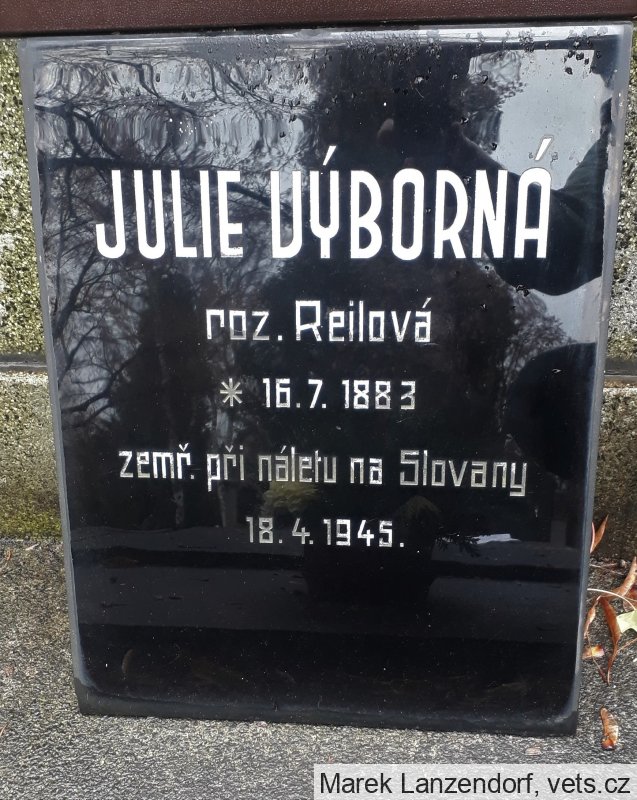 JULIE VÝBORNÁ
roz. Reilová
* 16.7. 1883
zemř. při náletu na Slovany
18.4.1945.
Marek Lanzendorf, vets.cz